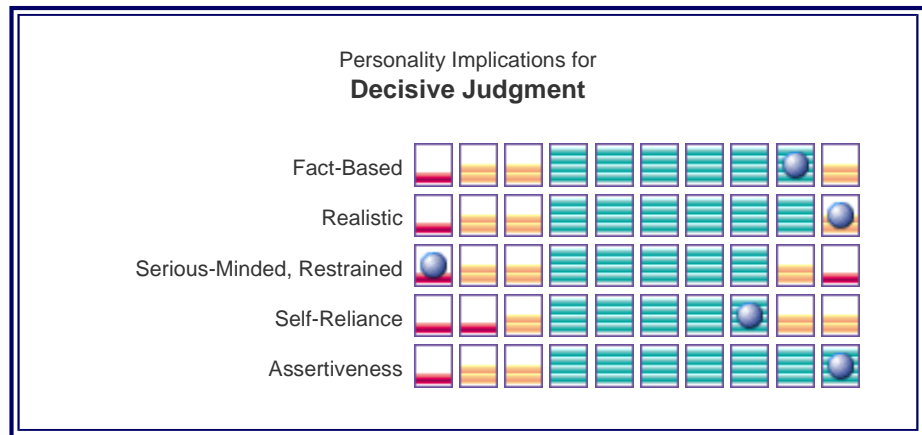 Personality Implications for
Decisive Judgment
Fact-Based
Realistic
Serious-Minded, Restrained
Self-Reliance
Assertiveness